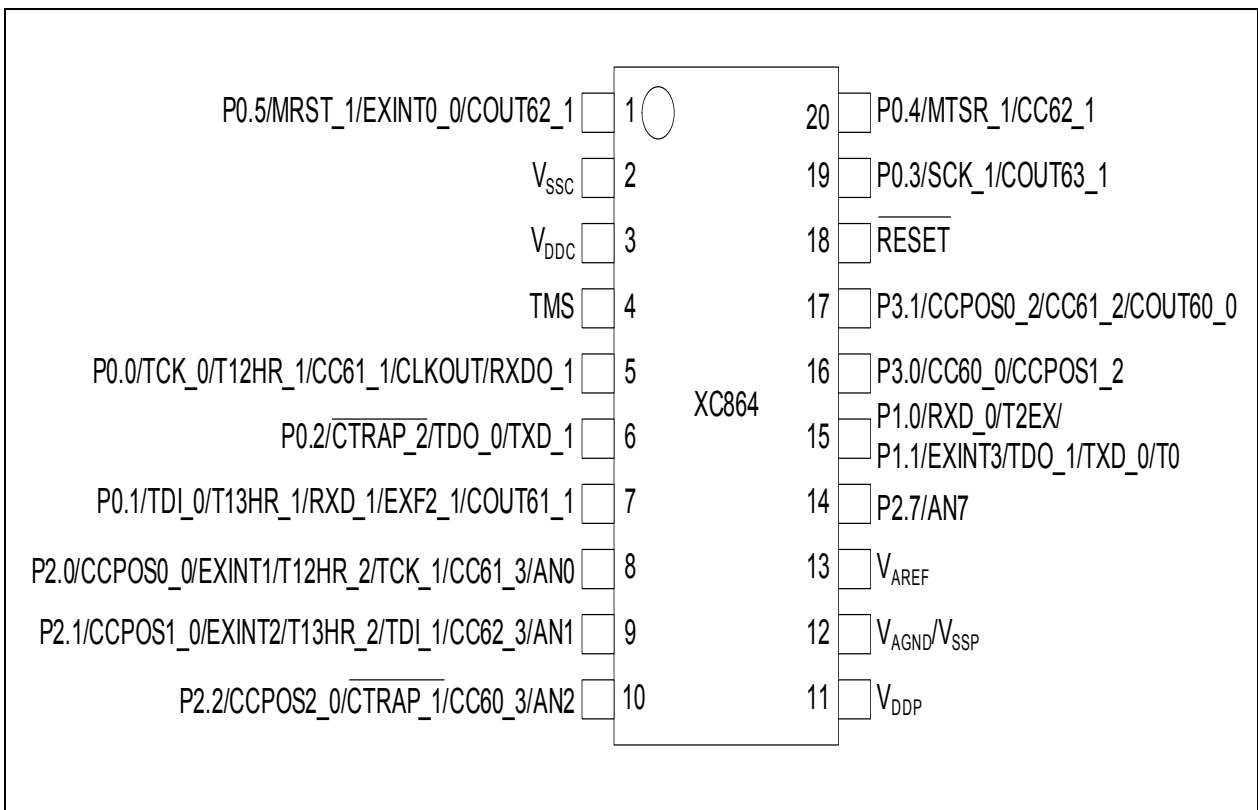 P0.5/MRST_1/EXINT0_0/COUT62_1 1 20 P0.4/MTSR_1/CC62_1
VSSC 2 19 P0.3/SCK_1/COUT63_1
VDDC 3 18 RESET
TMS 4 17 P3.1/CCPOS0_2/CC61_2/COUT60_0
P0.0/TCK_0/T12HR_1/CC61_1/CLKOUT/RXDO_1 5 16 P3.0/CC60_0/CCPOS1_2
XC864
P0.2/CTRAP_2/TDO_0/TXD_1 6 15 P1.0/RXD_0/T2EX/
P1.1/EXINT3/TDO_1/TXD_0/T0
P0.1/TDI_0/T13HR_1/RXD_1/EXF2_1/COUT61_1 7 14 P2.7/AN7
P2.0/CCPOS0_0/EXINT1/T12HR_2/TCK_1/CC61_3/AN0 8 13 VAREF
P2.1/CCPOS1_0/EXINT2/T13HR_2/TDI_1/CC62_3/AN1 9 12 VAGND/VSSP
P2.2/CCPOS2_0/CTRAP_1/CC60_3/AN2 10 11 VDDP